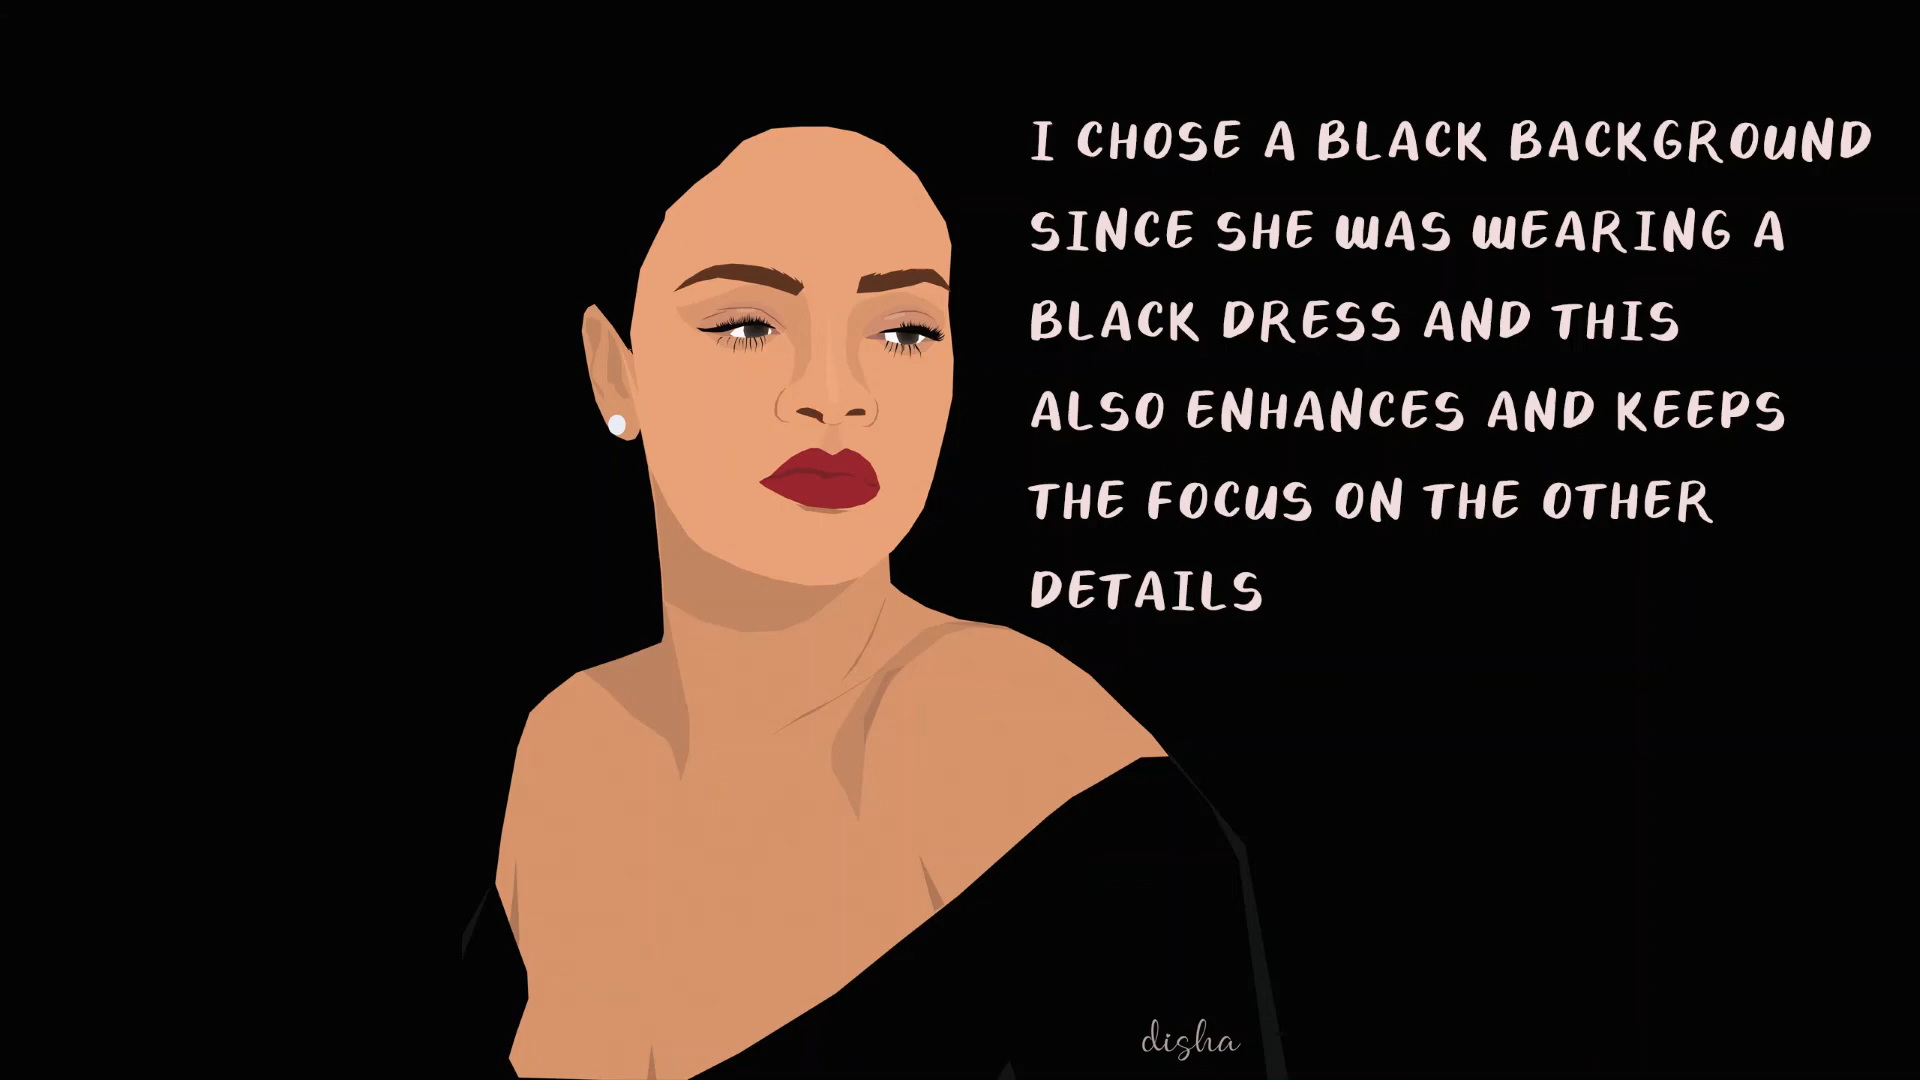 I CHOSE A BLACK BACKGROUND
SINCE SHE WAS WEARING A
BLACK DRESS AND THIS
ALSO ENHANCES AND KEEPS
THE FOCUS ON THE OTHER
DETAILS
disha